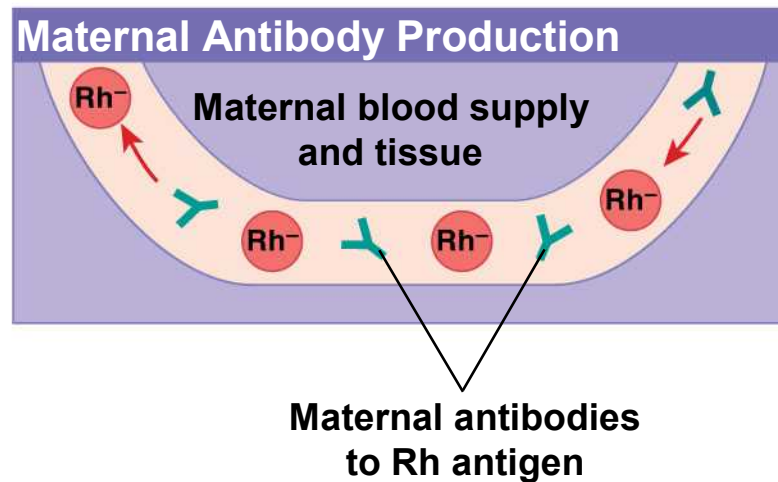 Maternal Antibody Production
Rh–
Maternal blood supply
and tissue
Rh–
Rh–
Rh–
Maternal antibodies
to Rh antigen